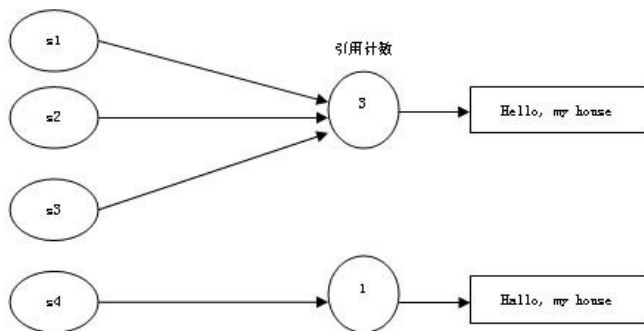 s1
引用计数
s2
3
Hello, my house
s3
s4
1
Hallo, my house